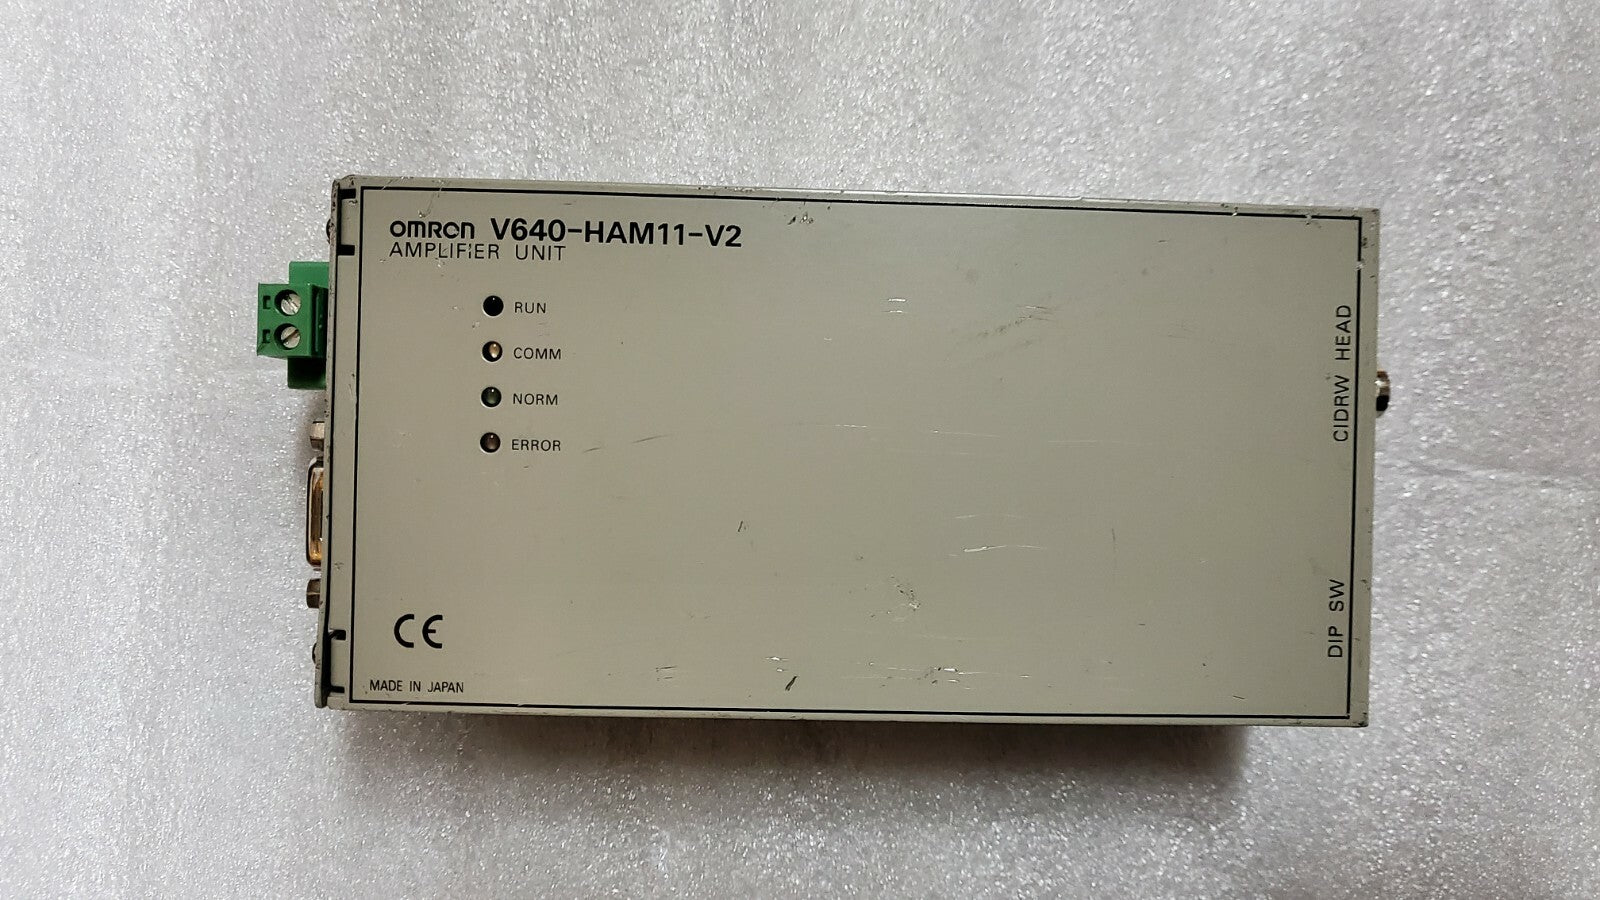 omron V640-HAM11-V2
AMPLIFIER UNIT
RUN
COMM
NORM
ERROR
CIDRW HEAD
DIP SW
CE
MADE IN JAPAN